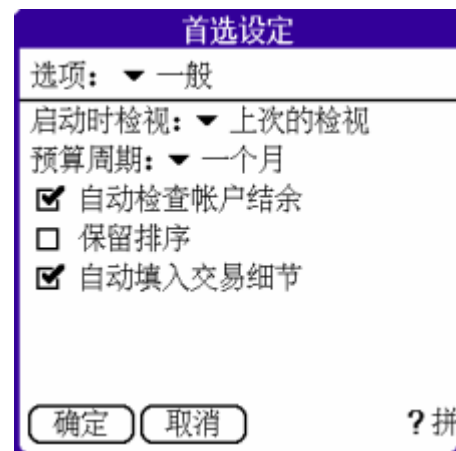 首选设定
选项: 一般
启动时检视: 上次的检视
预算周期: 一个月
自动检查帐户结余
保留排序
自动填入交易细节
确定 取消 ?拼